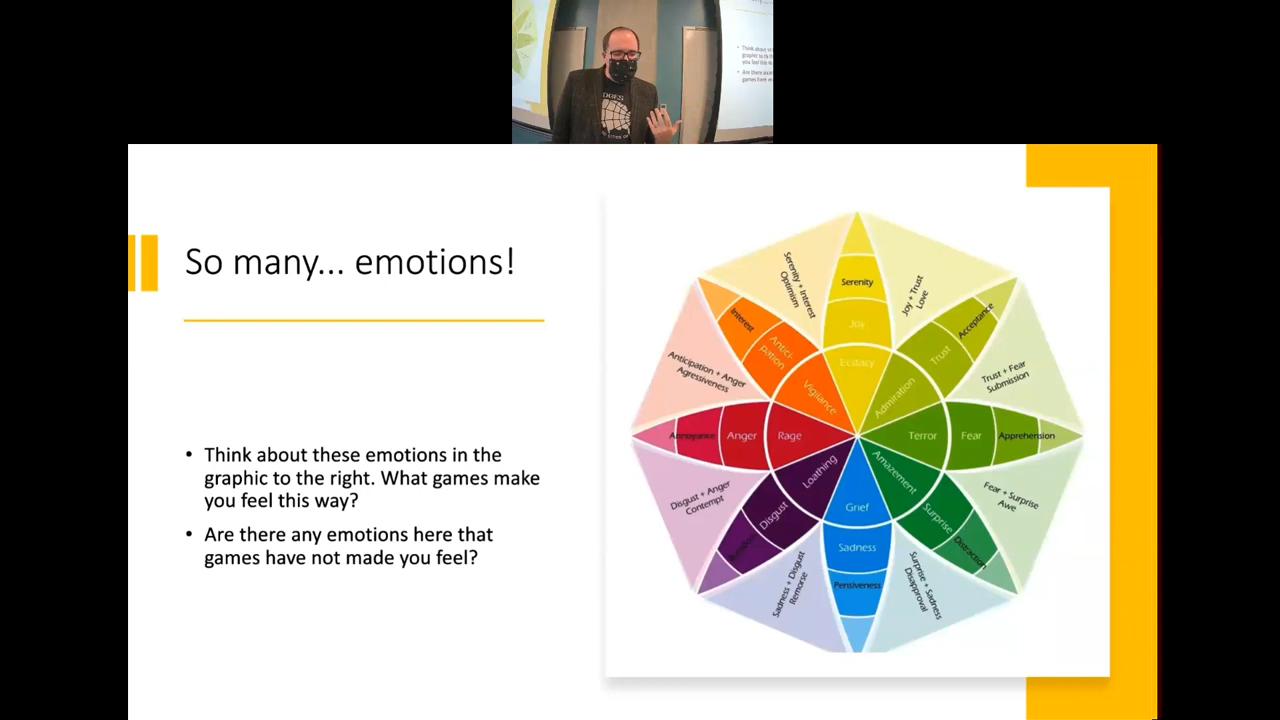 So many... emotions!
• Think about these emotions in the
graphic to the right. What games make
you feel this way?
• Are there any emotions here that
games have not made you feel?
Serenity + Interest
Optimism
Serenity
Joy
Ecstacy
Joy + Trust
Love
Interest
Antici-
pation
Vigilance
Acceptance
Trust
Admiration
Anticipation + Anger
Agressiveness
Trust + Fear
Submission
Annoyance
Anger
Rage
Terror
Fear
Apprehension
Disgust + Anger
Contempt
Disgust
Loathing
Grief
Sadness
Pensiveness
Amazement
Surprise
Distraction
Fear + Surprise
Awe
Sadness + Disgust
Remorse
Surprise + Sadness
Disapproval